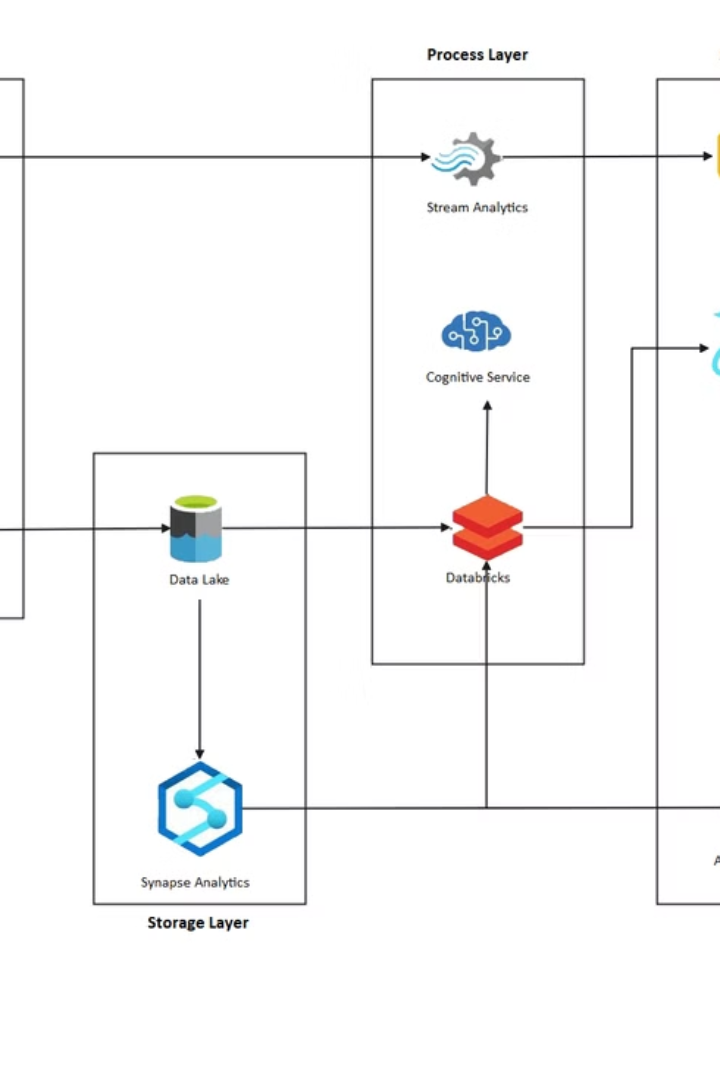 Process Layer
Stream Analytics
Cognitive Service
Data Lake
Databricks
Synapse Analytics
Storage Layer